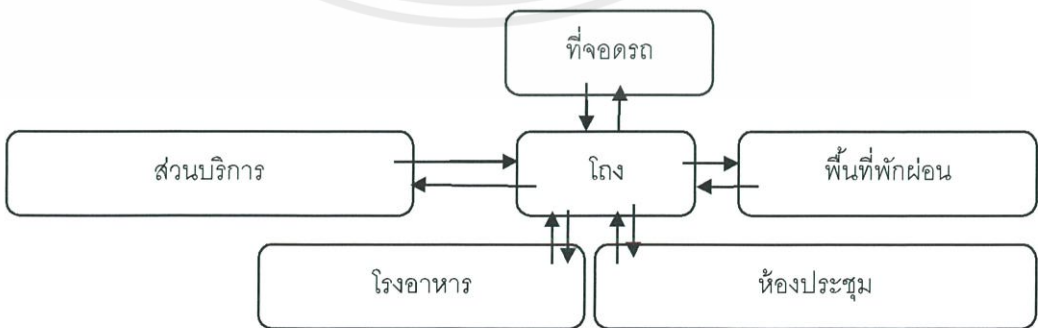 ที่จอดรถ
ส่วนบริการ
โถง
พื้นที่พักผ่อน
โรงอาหาร
ห้องประชุม